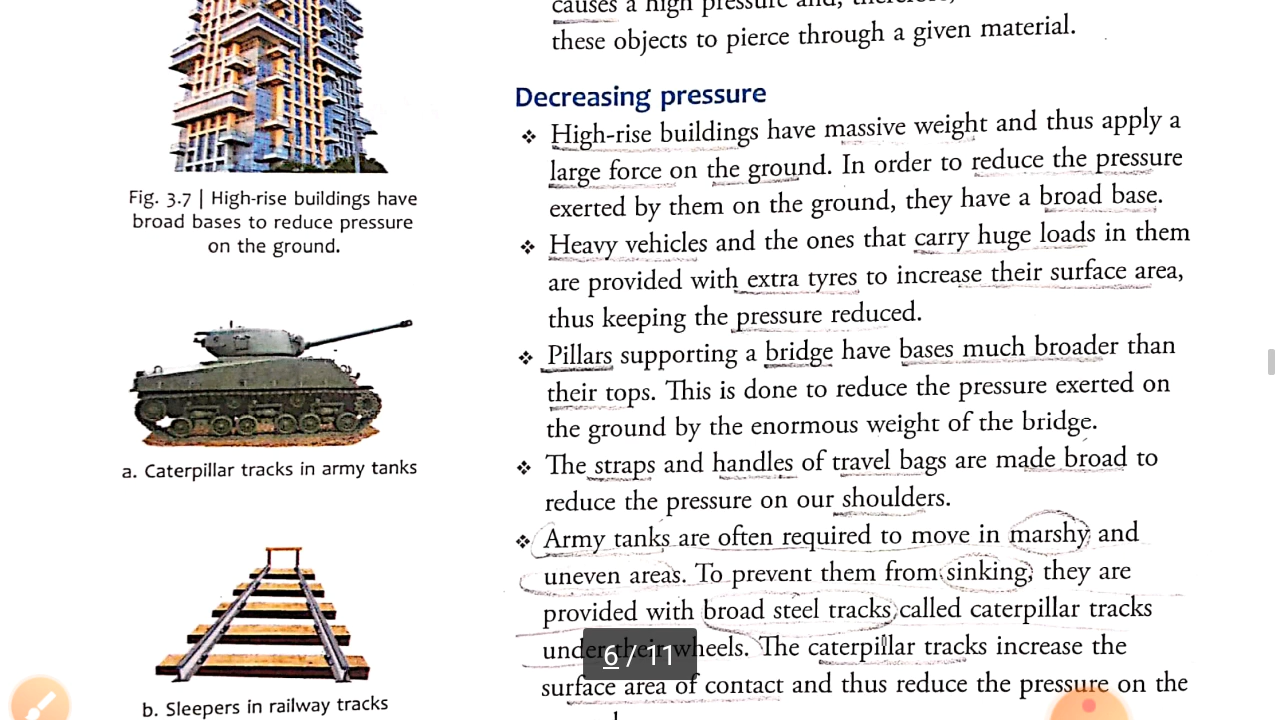 causes a high pressure and, therefore,
these objects to pierce through a given material.
Decreasing pressure
❖ High-rise buildings have massive weight and thus apply a
large force on the ground. In order to reduce the pressure
exerted by them on the ground, they have a broad base.
❖ Heavy vehicles and the ones that carry huge loads in them
are provided with extra tyres to increase their surface area,
thus keeping the pressure reduced.
❖ Pillars supporting a bridge have bases much broader than
their tops. This is done to reduce the pressure exerted on
the ground by the enormous weight of the bridge.
❖ The straps and handles of travel bags are made broad to
reduce the pressure on our shoulders.
❖ Army tanks are often required to move in marshy and
uneven areas. To prevent them from sinking, they are
provided with broad steel tracks called caterpillar tracks
under their wheels. The caterpillar tracks increase the
surface area of contact and thus reduce the pressure on the
Fig. 3.7 | High-rise buildings have
broad bases to reduce pressure
on the ground.
a. Caterpillar tracks in army tanks
b. Sleepers in railway tracks
6 / 11